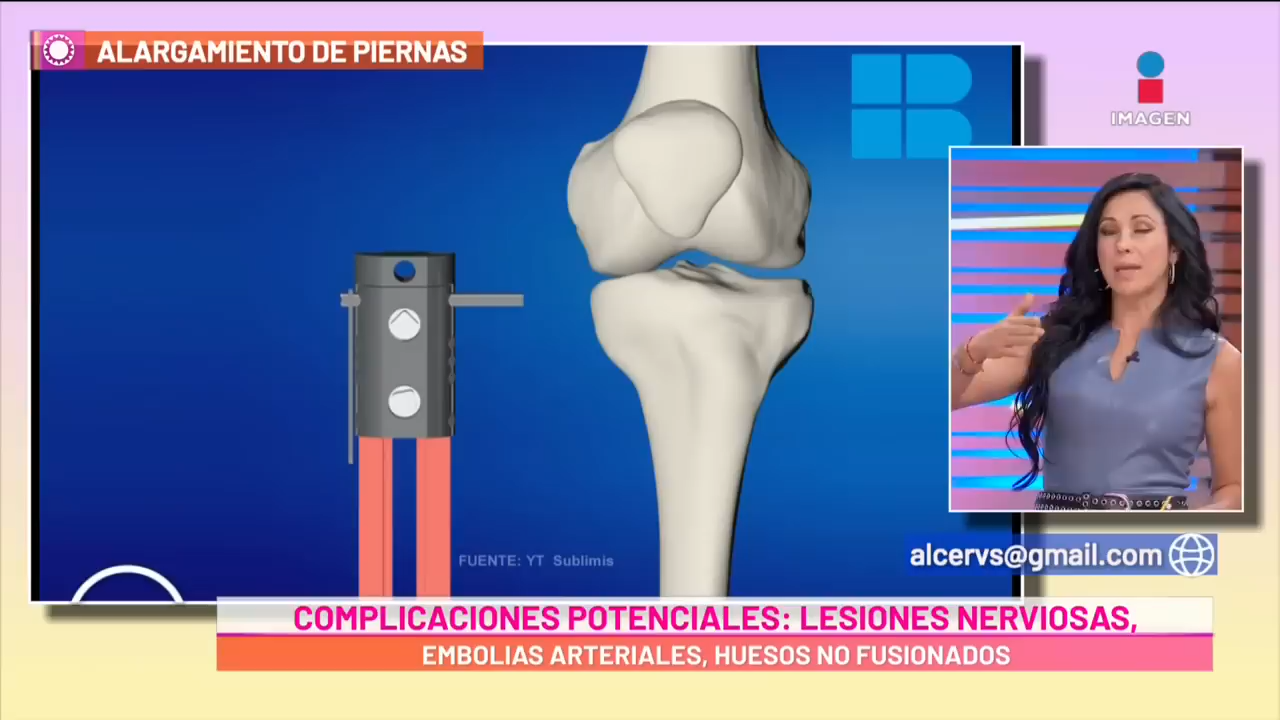 ALARGAMIENTO DE PIERNAS
IMAGEN
alcervs@gmail.com
FUENTE: YT Sublimis
COMPLICACIONES POTENCIALES: LESIONES NERVIOSAS,
EMBOLIAS ARTERIALES, HUESOS NO FUSIONADOS